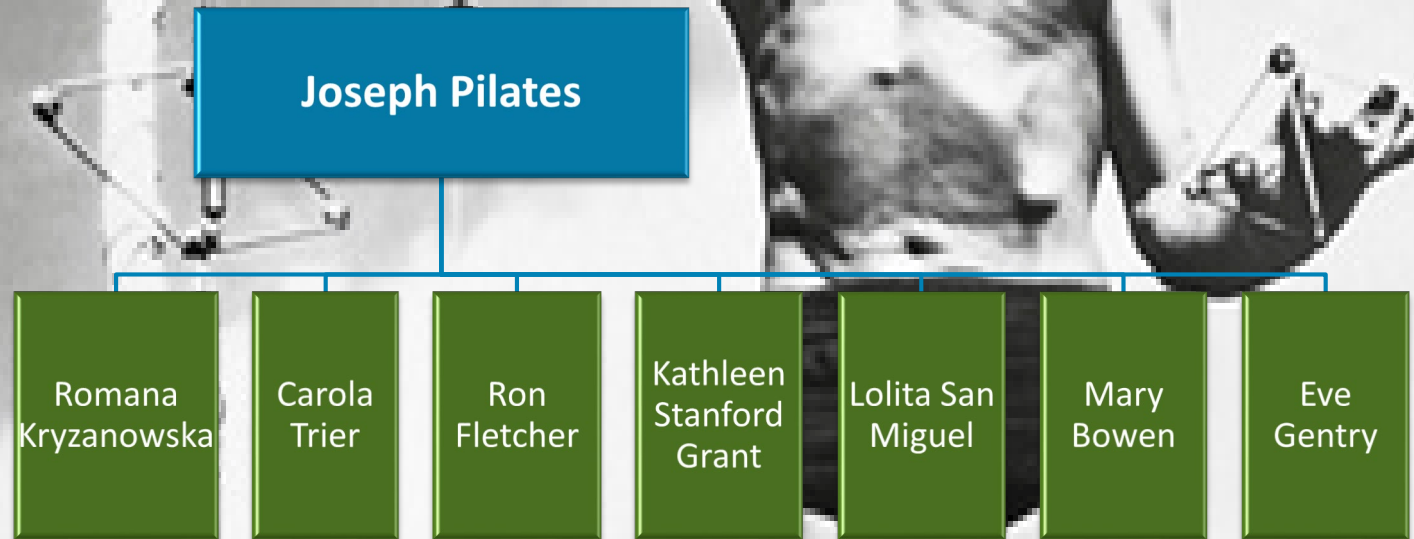 Joseph Pilates
Romana
Kryzanowska
Carola
Trier
Ron
Fletcher
Kathleen
Stanford
Grant
Lolita San
Miguel
Mary
Bowen
Eve
Gentry